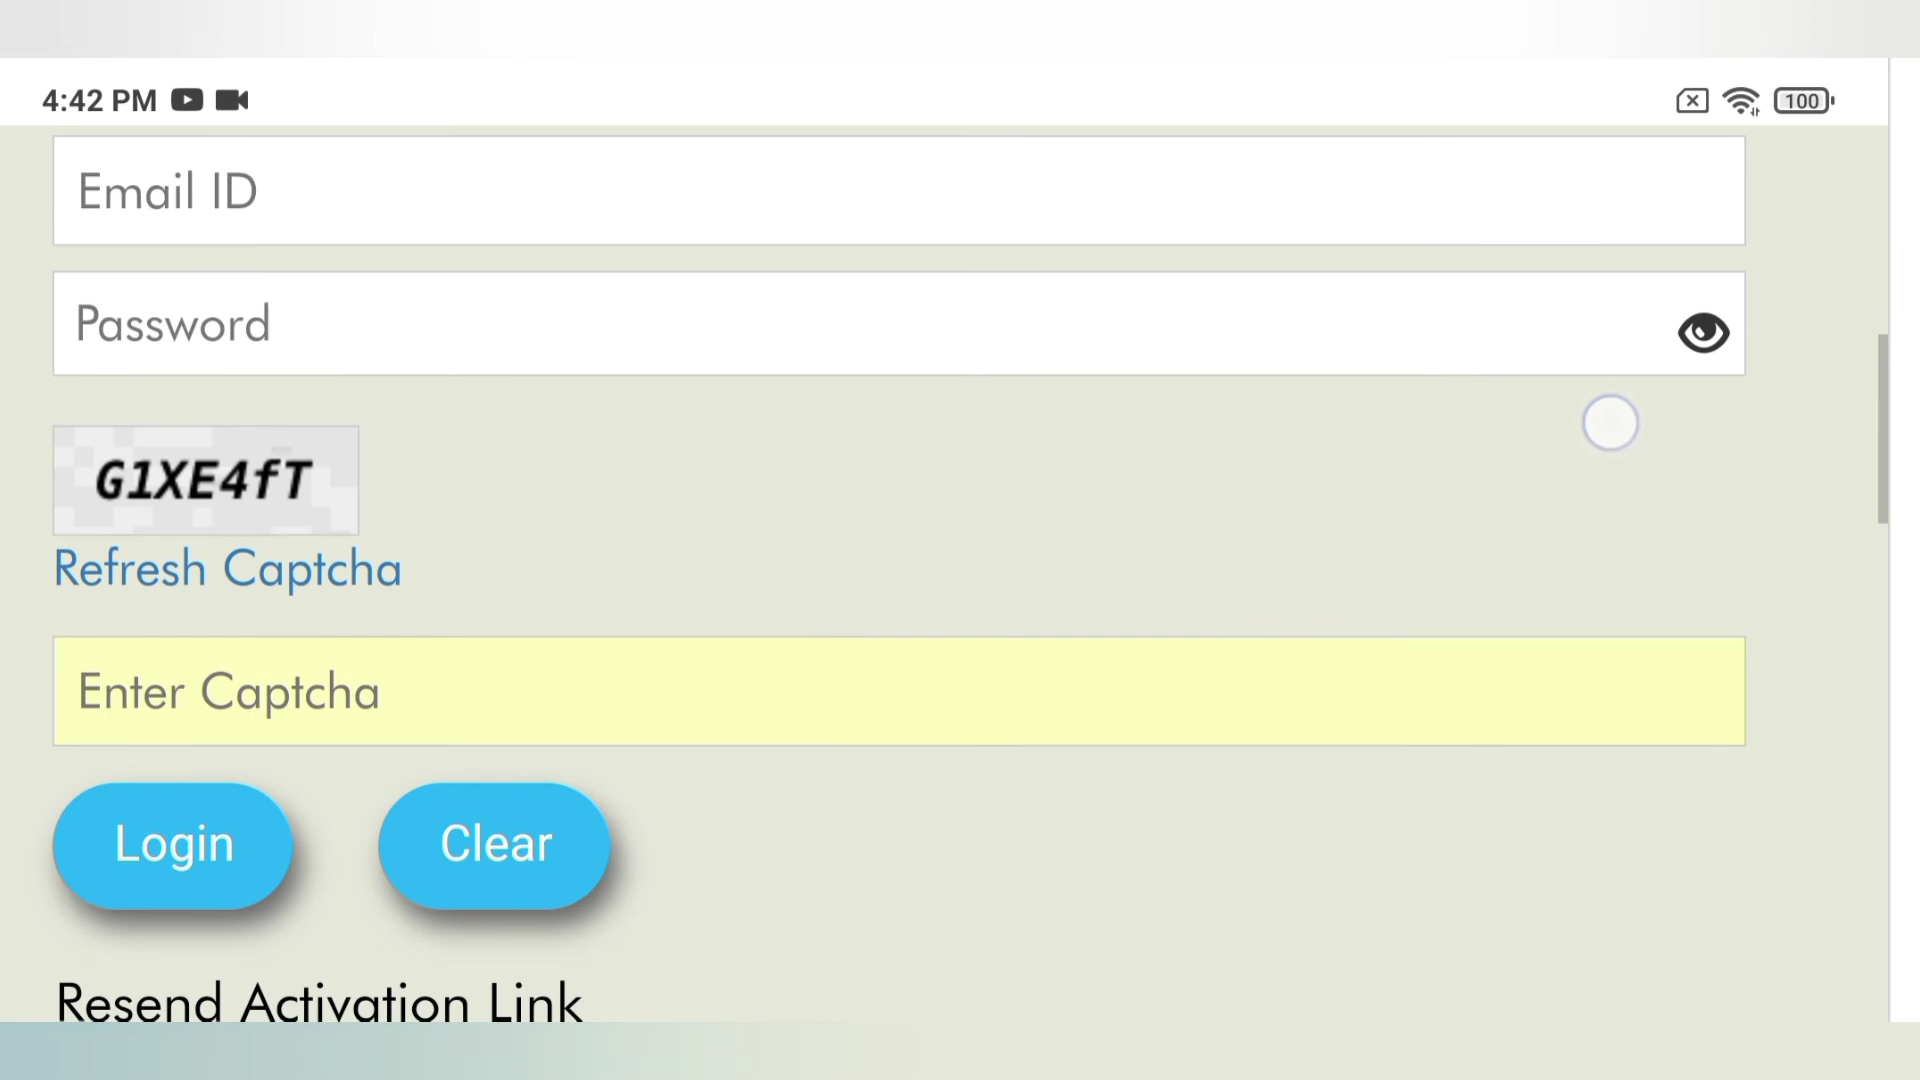 4:42 PM
100
Email ID
Password
G1XE4fT
Refresh Captcha
Enter Captcha
Login
Clear
Resend Activation Link